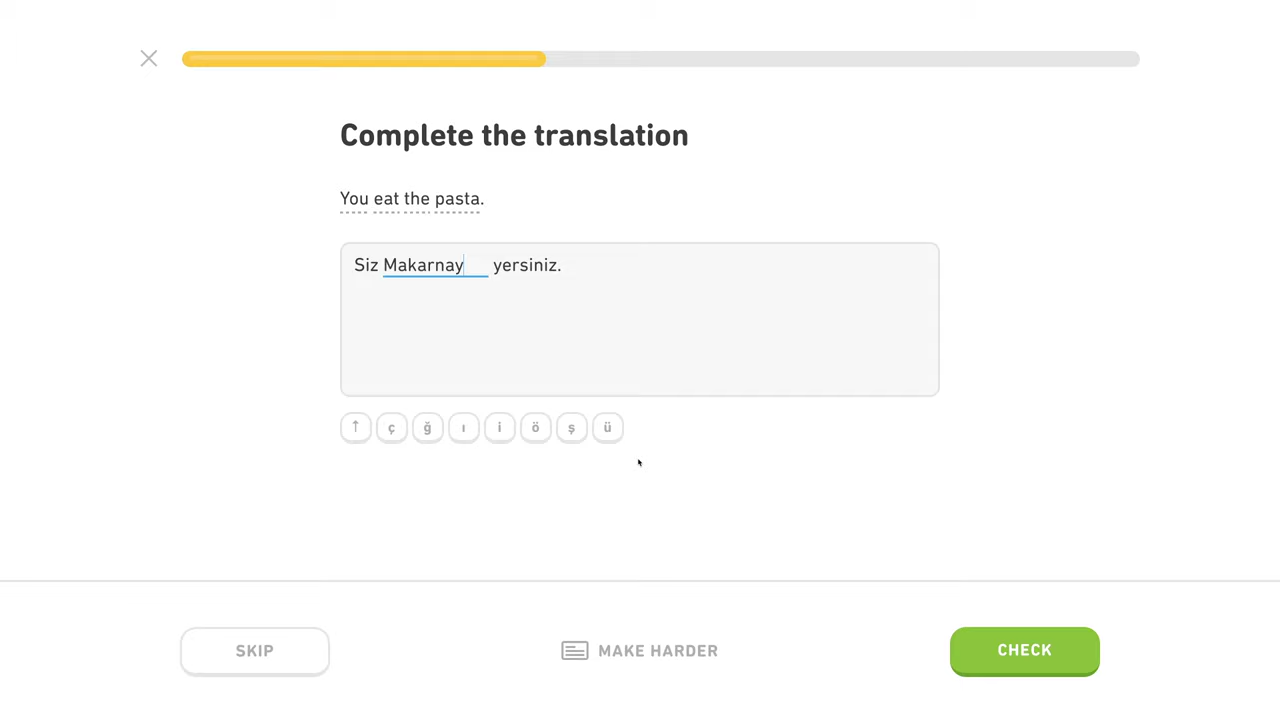 Complete the translation
You eat the pasta.
Siz Makarnay yersiniz.
↑ ç ğ ı i ö ş ü
SKIP
MAKE HARDER
CHECK